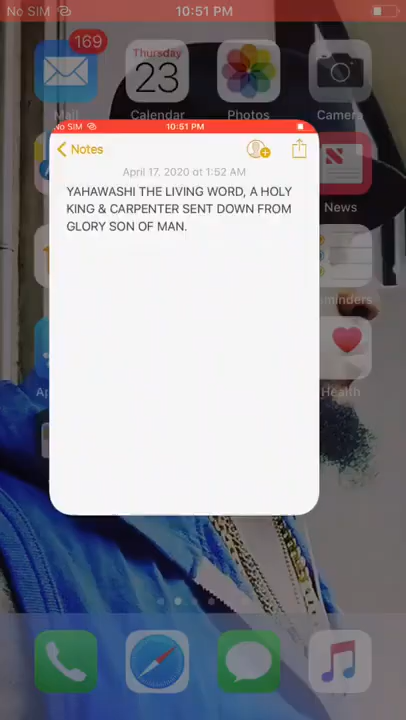 No SIM 10:51 PM
169
Thursday
23
Mail Calendar Photos Camera
No SIM 10:51 PM
Notes
April 17, 2020 at 1:52 AM
YAHAWASHI THE LIVING WORD, A HOLY
KING & CARPENTER SENT DOWN FROM
GLORY SON OF MAN.
News
Health